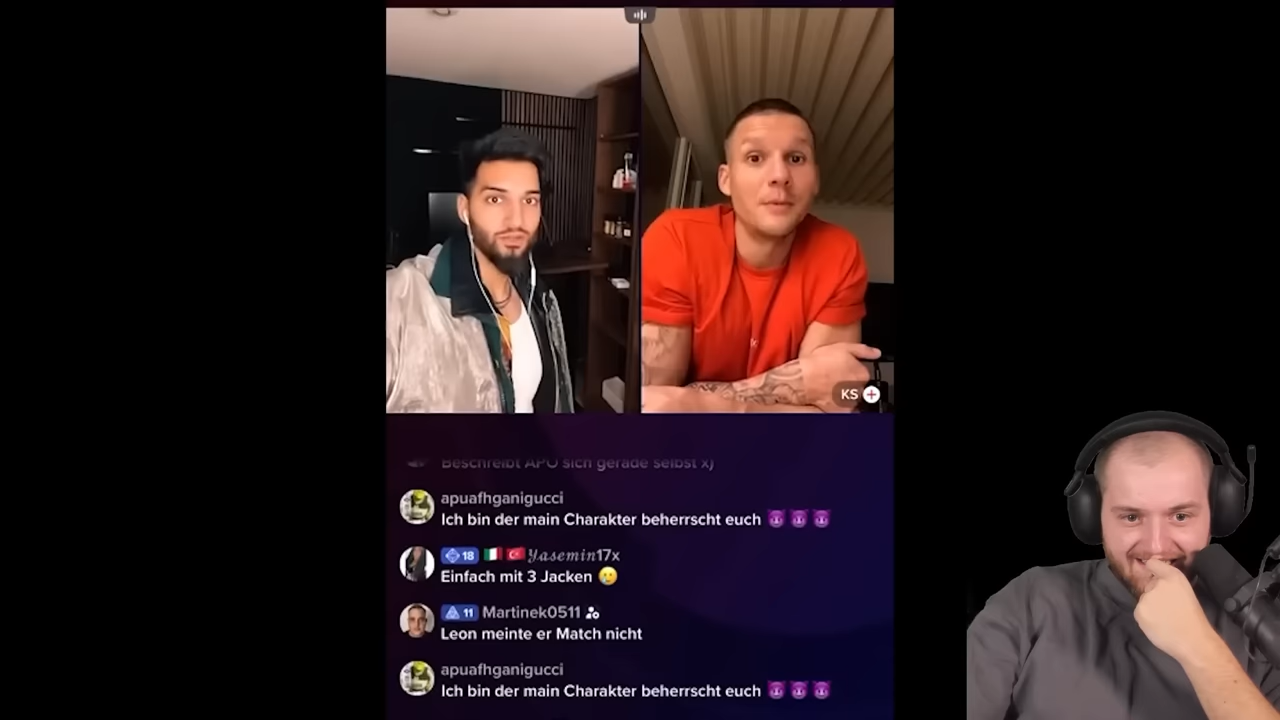 KS
Beschreibt APO sich gerade selbst x)
apuafhganigucci
Ich bin der main Charakter beherrscht euch 😈 😈 😈
18 🇮🇹 🇹🇷 𝓨𝓪𝓼𝓮𝓶𝓲𝓷17x
Einfach mit 3 Jacken 🥲
11 Martinek0511
Leon meinte er Match nicht
apuafhganigucci
Ich bin der main Charakter beherrscht euch 😈 😈 😈